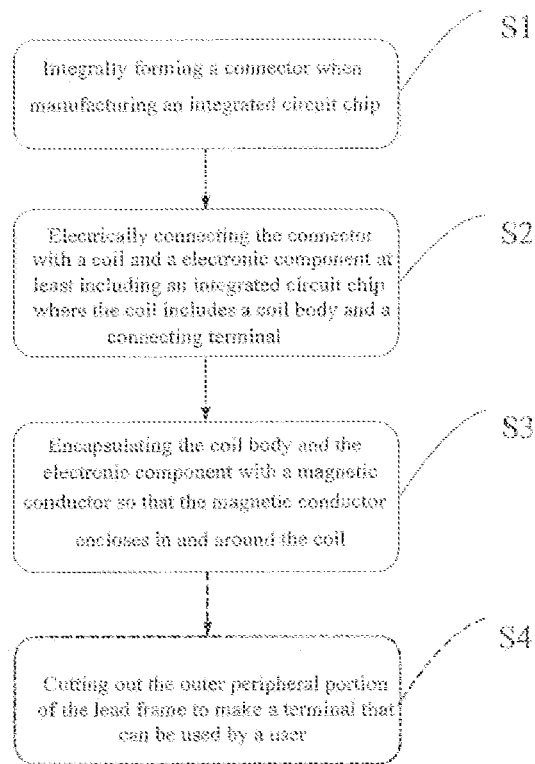 S1
Integrally forming a connector when
manufacturing an integrated circuit chip
S2
Electrically connecting the connector
with a coil and a electronic component at
least including an integrated circuit chip
where the coil includes a coil body and a
connecting terminal
S3
Encapsulating the coil body and the
electronic component with a magnetic
conductor so that the magnetic conductor
encloses in and around the coil
S4
Cutting out the outer peripheral portion
of the lead frame to make a terminal that
can be used by a user